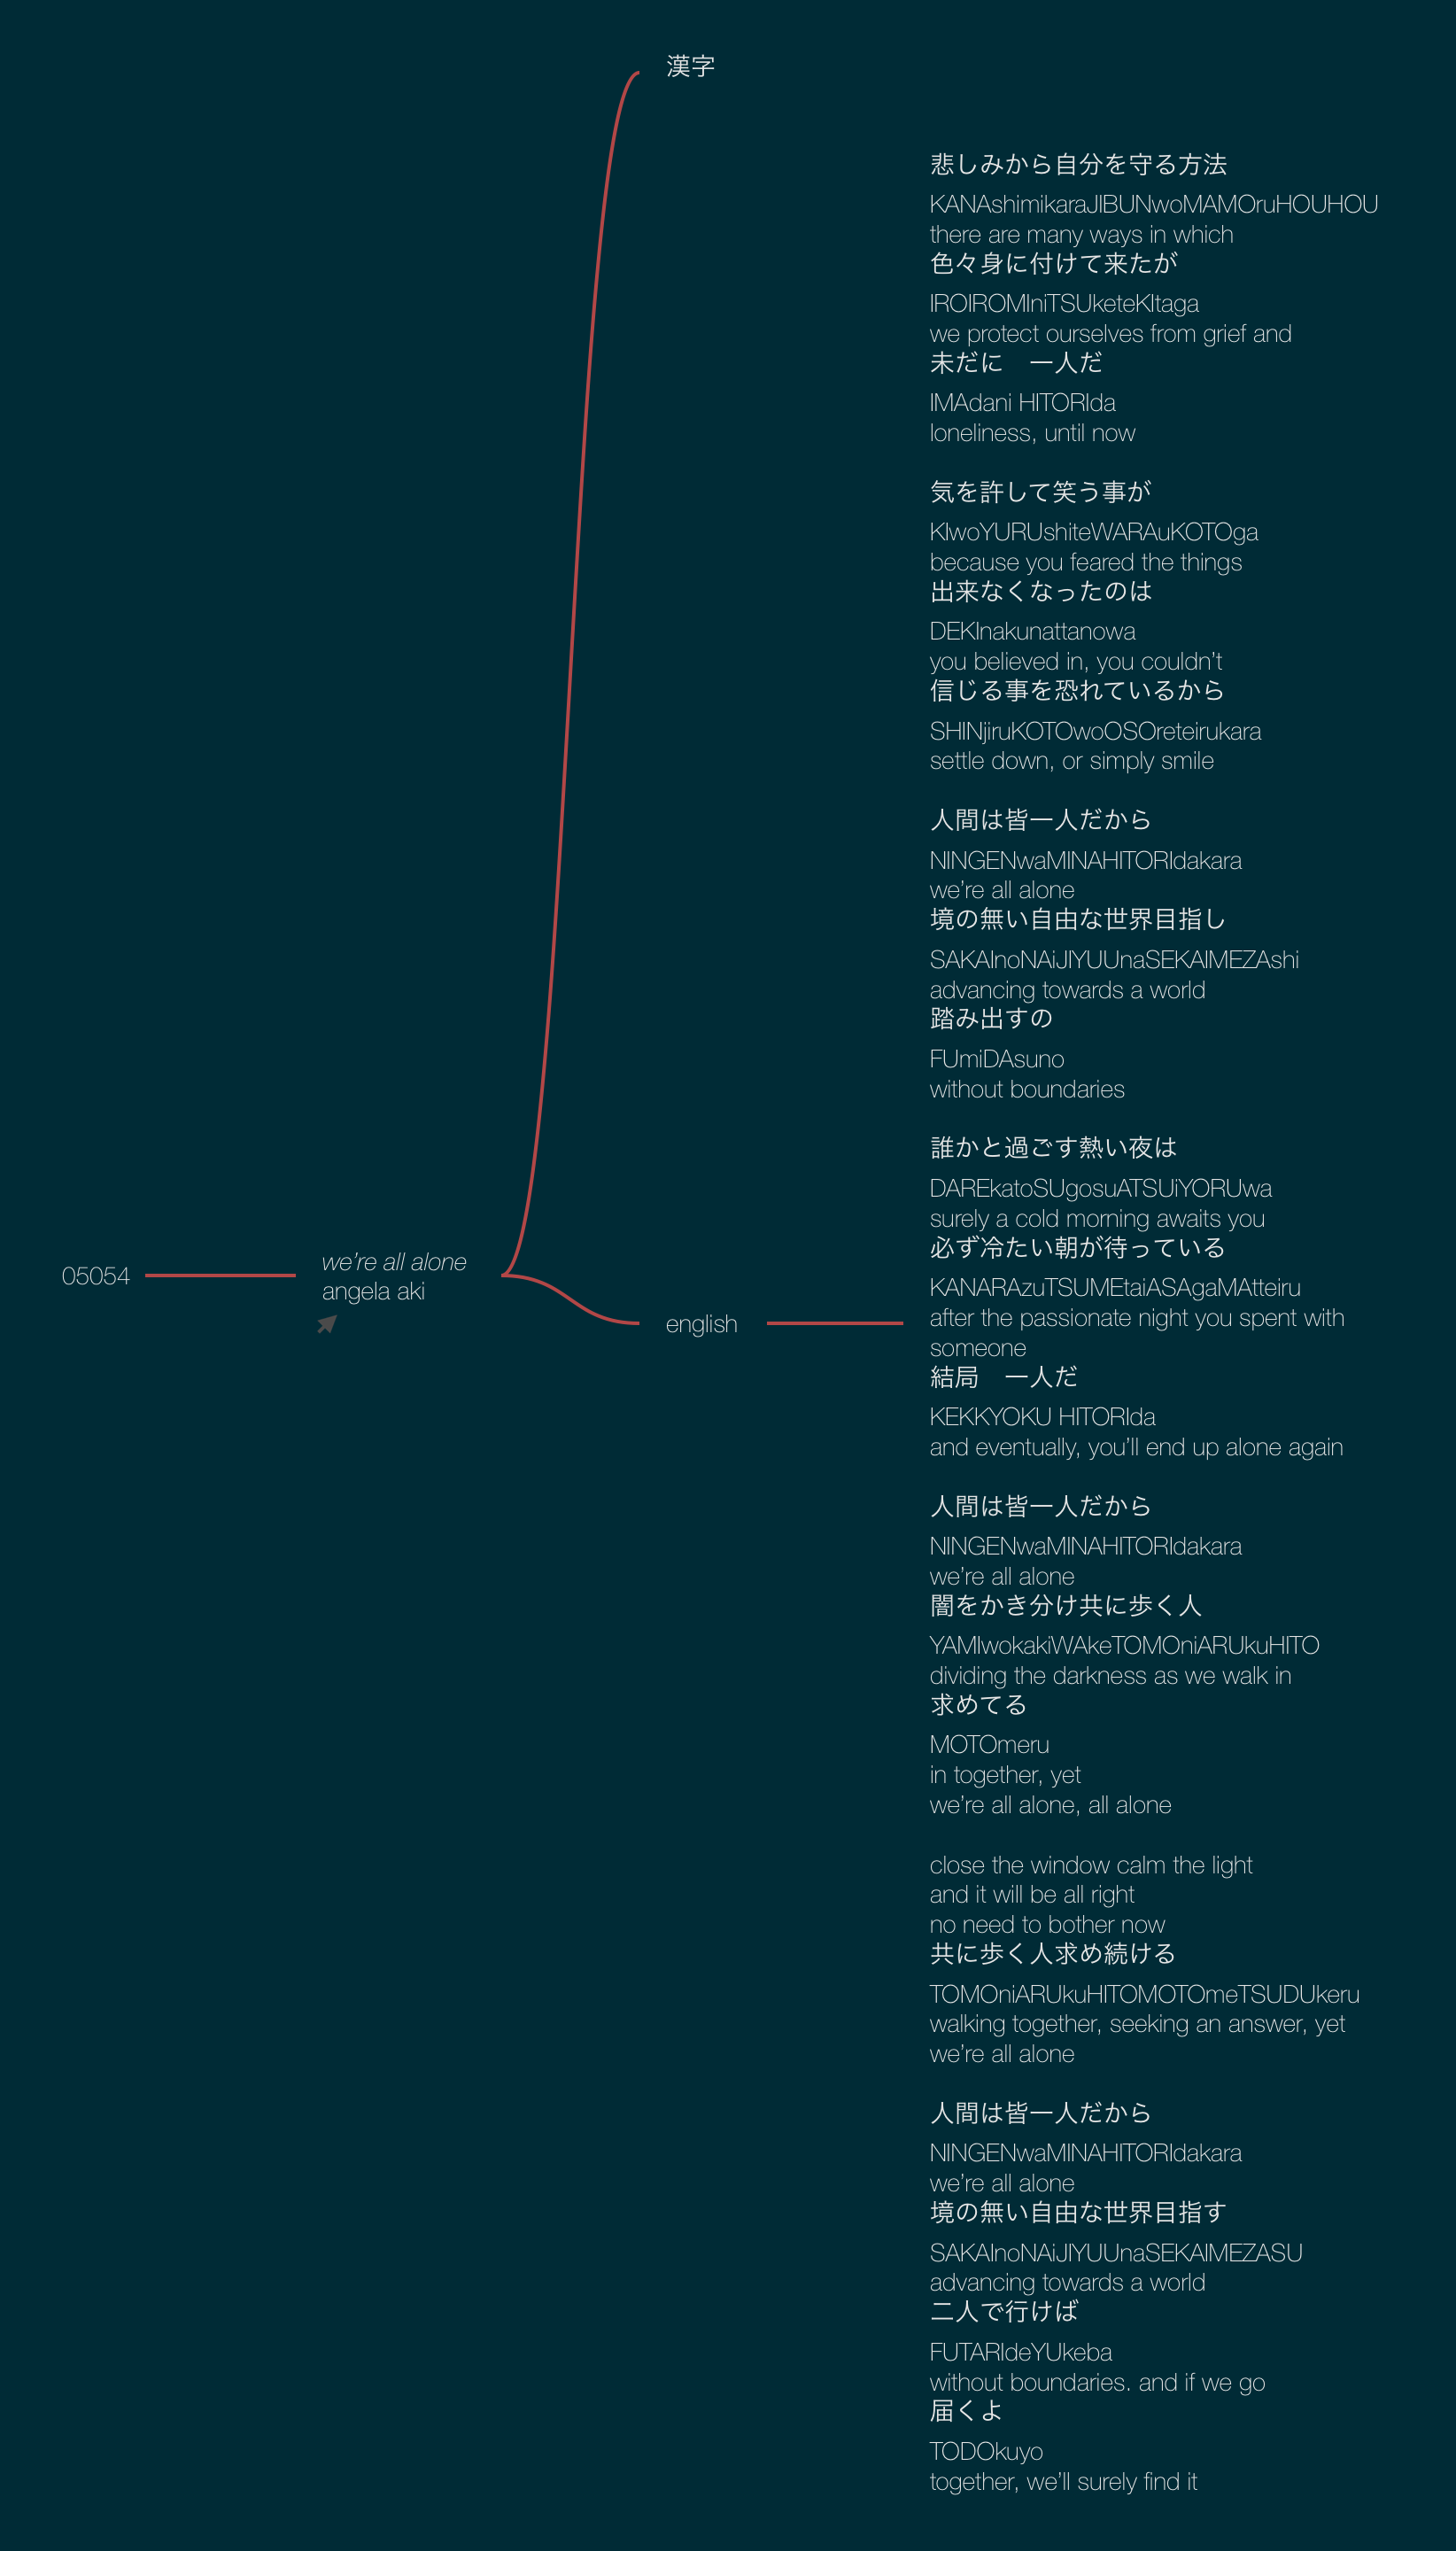 漢字
悲しみから自分を守る方法
KANAshimikaraJIBUNwoMAMOruHOUHOU
there are many ways in which
色々身に付けて来たが
IROIROMIniTSUketeKItaga
we protect ourselves from grief and
未だに　一人だ
IMAdani HITORIda
loneliness, until now
気を許して笑う事が
KIwoYURUshiteWARAuKOTOga
because you feared the things
出来なくなったのは
DEKInakunattanowa
you believed in, you couldn’t
信じる事を恐れているから
SHINjiruKOTOwoOSOreteirukara
settle down, or simply smile
人間は皆一人だから
NINGENwaMINAHITORIdakara
we’re all alone
境の無い自由な世界目指し
SAKAInoNAiJIYUUnaSEKAIMEZAshi
advancing towards a world
踏み出すの
FUmiDAsuno
without boundaries
誰かと過ごす熱い夜は
DAREkatoSUgosuATSUiYORUwa
surely a cold morning awaits you
必ず冷たい朝が待っている
KANARAzuTSUMEtaiASAgaMAtteiru
after the passionate night you spent with
someone
結局　一人だ
KEKKYOKU HITORIda
and eventually, you’ll end up alone again
人間は皆一人だから
NINGENwaMINAHITORIdakara
we’re all alone
闇をかき分け共に歩く人
YAMIwokakiWAkeTOMOniARUkuHITO
dividing the darkness as we walk in
求めてる
MOTOmeru
in together, yet
we’re all alone, all alone
close the window calm the light
and it will be all right
no need to bother now
共に歩く人求め続ける
TOMOniARUkuHITOMOTOmeTSUDUkeru
walking together, seeking an answer, yet
we’re all alone
人間は皆一人だから
NINGENwaMINAHITORIdakara
we’re all alone
境の無い自由な世界目指す
SAKAInoNAiJIYUUnaSEKAIMEZASU
advancing towards a world
二人で行けば
FUTARIdeYUkeba
without boundaries. and if we go
届くよ
TODOkuyo
together, we’ll surely find it
05054
we’re all alone
angela aki
english